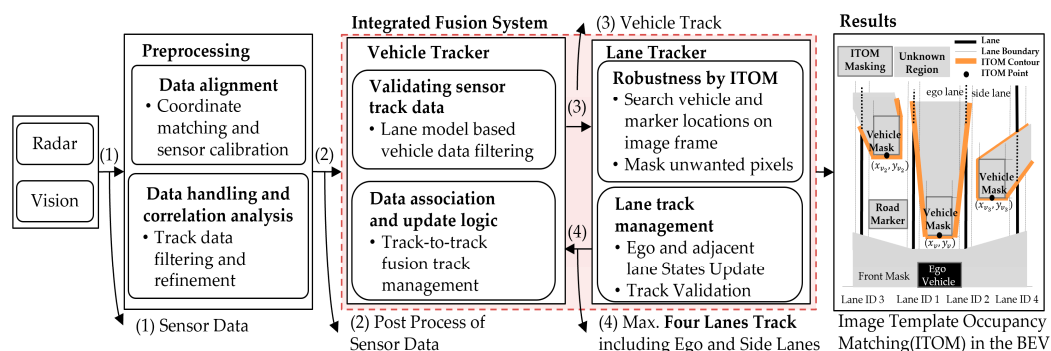 Radar
Vision
(1)
Preprocessing
Data alignment
• Coordinate
matching and
sensor calibration
Data handling and
correlation analysis
• Track data
filtering and
refinement
(1) Sensor Data
(2)
Integrated Fusion System
Vehicle Tracker
Validating sensor
track data
• Lane model based
vehicle data filtering
Data association
and update logic
• Track-to-track
fusion track
management
(2) Post Process of
Sensor Data
(3) Vehicle Track
(3)
(4)
Lane Tracker
Robustness by ITOM
• Search vehicle and
marker locations on
image frame
• Mask unwanted pixels
Lane track
management
• Ego and adjacent
lane States Update
• Track Validation
(4) Max. Four Lanes Track
including Ego and Side Lanes
Results
ITOM
Masking
Unknown
Region
Lane
Lane Boundary
ITOM Contour
ITOM Point
ego lane
side lane
Vehicle
Mask
(xᵥ₂, yᵥ₂)
Vehicle
Mask
(xᵥ₃, yᵥ₃)
Road
Marker
Vehicle
Mask
(xᵥ, yᵥ)
Front Mask
Ego
Vehicle
Lane ID 3
Lane ID 1
Lane ID 2
Lane ID 4
Image Template Occupancy
Matching(ITOM) in the BEV